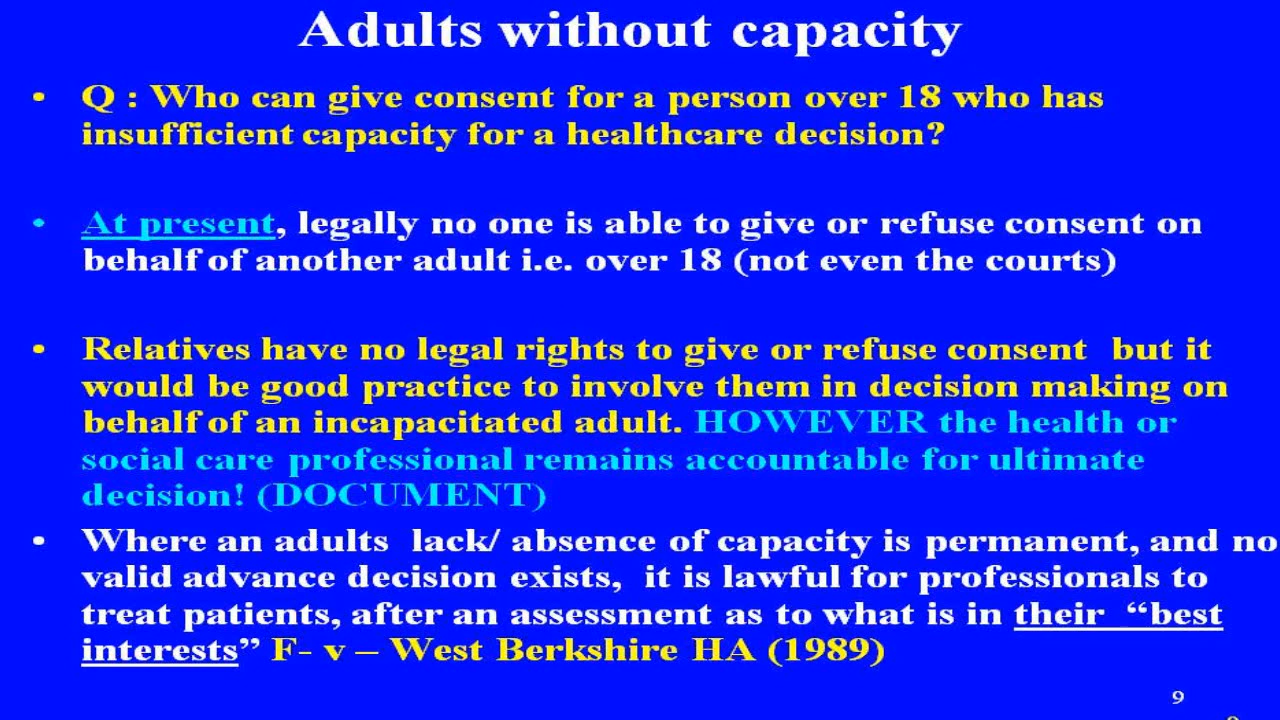 Adults without capacity
• Q : Who can give consent for a person over 18 who has
insufficient capacity for a healthcare decision?
• At present, legally no one is able to give or refuse consent on
behalf of another adult i.e. over 18 (not even the courts)
• Relatives have no legal rights to give or refuse consent but it
would be good practice to involve them in decision making on
behalf of an incapacitated adult. HOWEVER the health or
social care professional remains accountable for ultimate
decision! (DOCUMENT)
• Where an adults lack/ absence of capacity is permanent, and no
valid advance decision exists, it is lawful for professionals to
treat patients, after an assessment as to what is in their “best
interests” F- v – West Berkshire HA (1989)
9